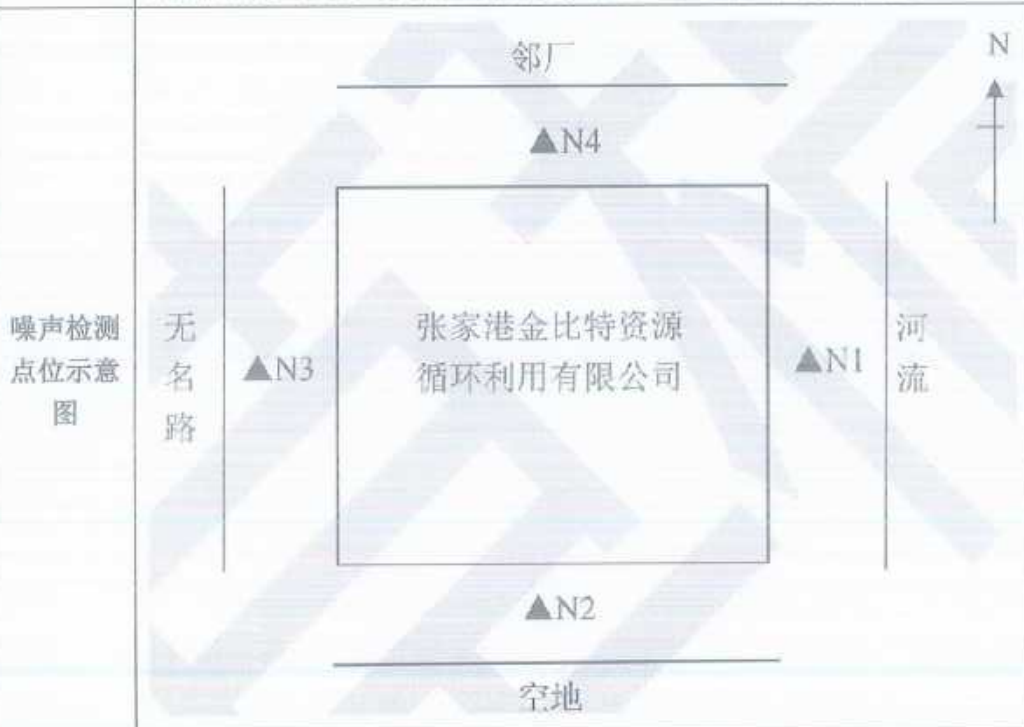 噪声检测
点位示意
图
邻厂
N
▲N4
无
名
路
▲N3
张家港金比特资源
循环利用有限公司
▲N1
河
流
▲N2
空地